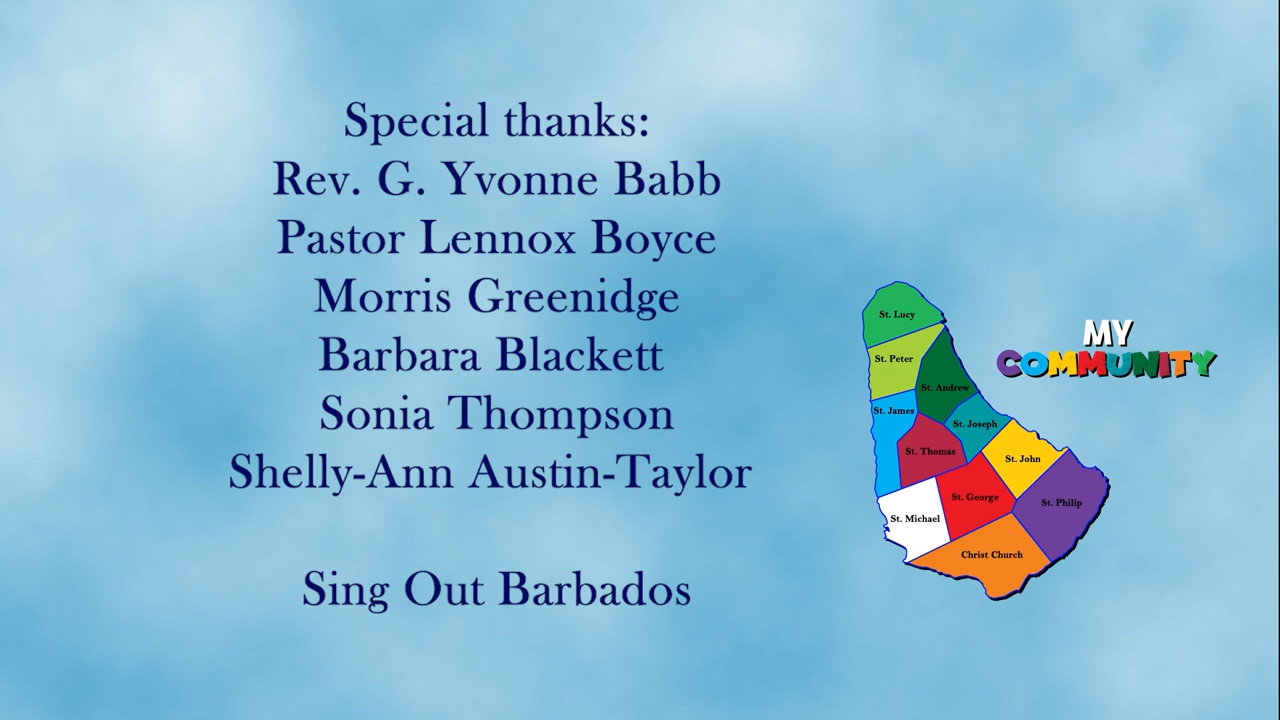 Special thanks:
Rev. G. Yvonne Babb
Pastor Lennox Boyce
Morris Greenidge
Barbara Blackett
Sonia Thompson
Shelly-Ann Austin-Taylor
Sing Out Barbados
St. Lucy
St. Peter
St. Andrew
St. James
St. Joseph
St. Thomas
St. John
St. George
St. Philip
St. Michael
Christ Church
MY
COMMUNITY